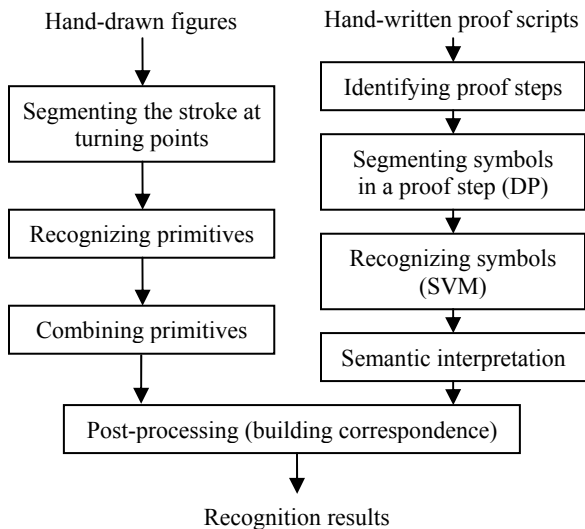 Hand-drawn figures
Segmenting the stroke at
turning points
Recognizing primitives
Combining primitives
Hand-written proof scripts
Identifying proof steps
Segmenting symbols
in a proof step (DP)
Recognizing symbols
(SVM)
Semantic interpretation
Post-processing (building correspondence)
Recognition results